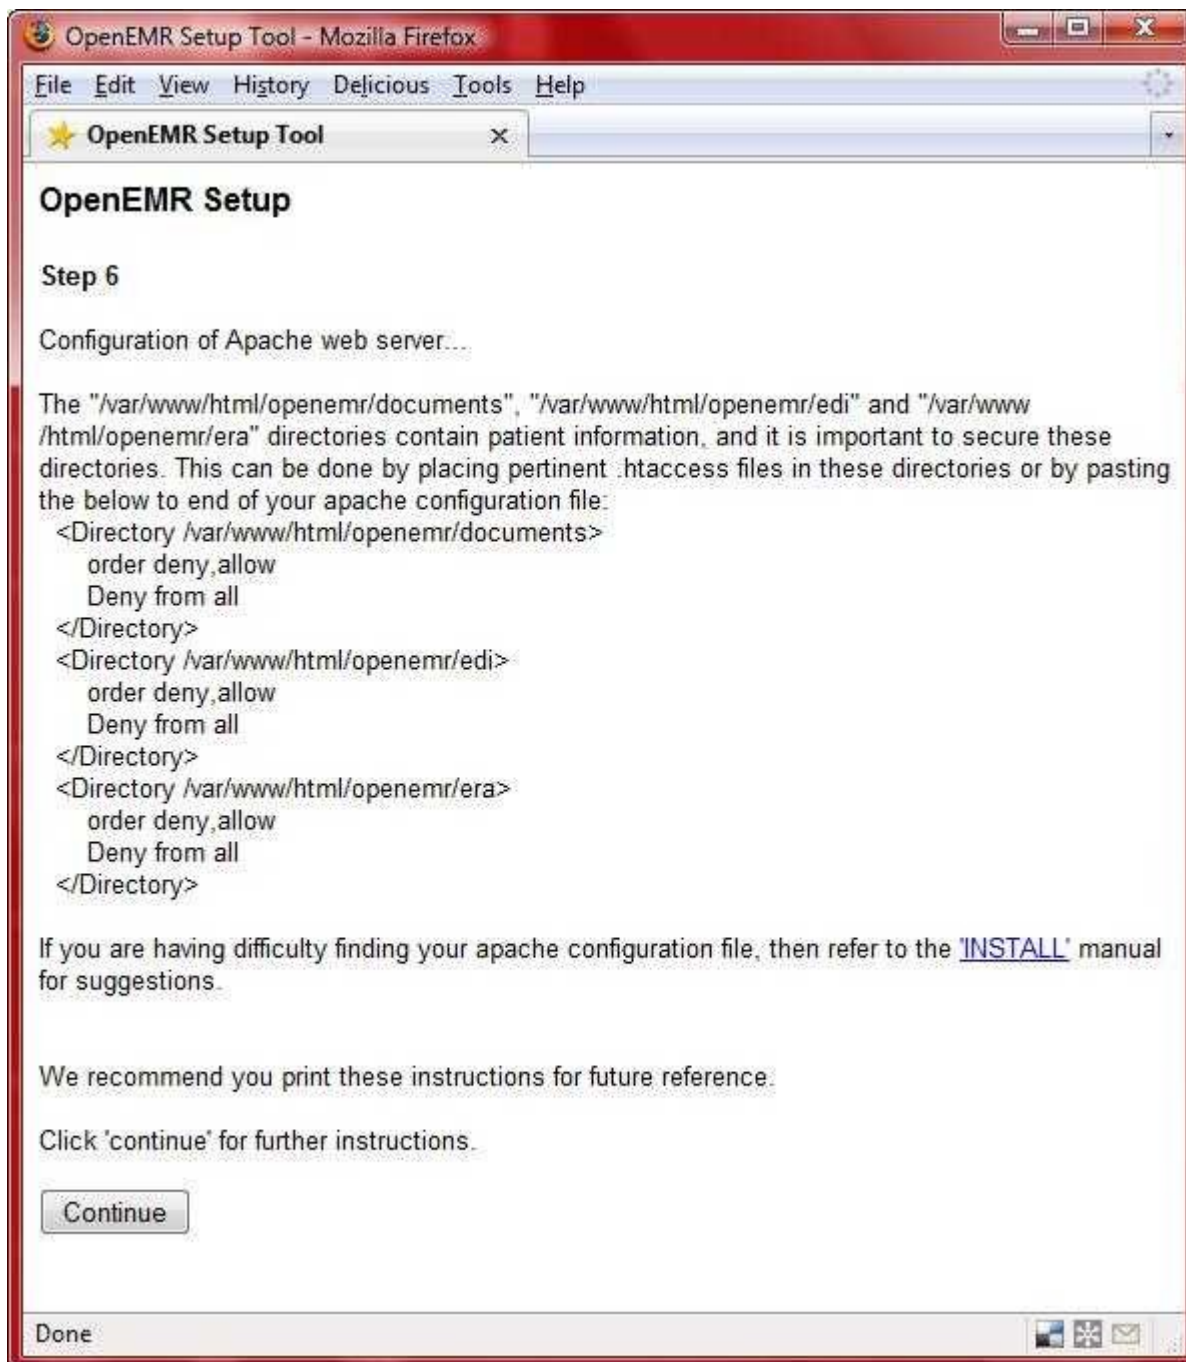 OpenEMR Setup Tool - Mozilla Firefox
File Edit View History Delicious Tools Help
OpenEMR Setup Tool
OpenEMR Setup
Step 6
Configuration of Apache web server...
The "/var/www/html/openemr/documents", "/var/www/html/openemr/edi" and "/var/www
/html/openemr/era" directories contain patient information, and it is important to secure these
directories. This can be done by placing pertinent .htaccess files in these directories or by pasting
the below to end of your apache configuration file:
<Directory /var/www/html/openemr/documents>
order deny,allow
Deny from all
</Directory>
<Directory /var/www/html/openemr/edi>
order deny,allow
Deny from all
</Directory>
<Directory /var/www/html/openemr/era>
order deny,allow
Deny from all
</Directory>
If you are having difficulty finding your apache configuration file, then refer to the 'INSTALL' manual
for suggestions.
We recommend you print these instructions for future reference.
Click 'continue' for further instructions.
Continue
Done